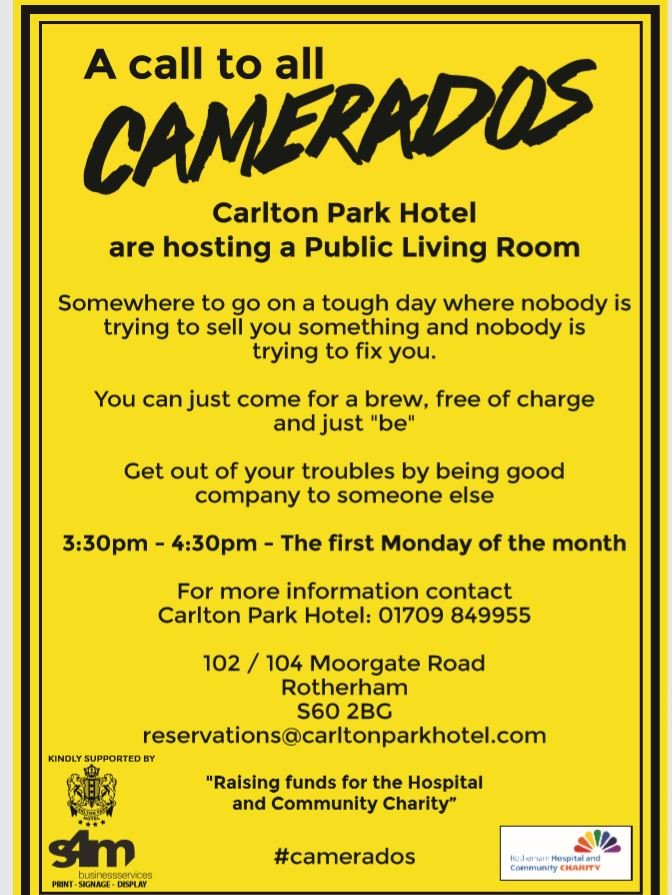 A call to all
CAMERADOS
Carlton Park Hotel
are hosting a Public Living Room
Somewhere to go on a tough day where nobody is
trying to sell you something and nobody is
trying to fix you.
You can just come for a brew, free of charge
and just "be"
Get out of your troubles by being good
company to someone else
3:30pm - 4:30pm - The first Monday of the month
For more information contact
Carlton Park Hotel: 01709 849955
102 / 104 Moorgate Road
Rotherham
S60 2BG
reservations@carltonparkhotel.com
KINDLY SUPPORTED BY
CARLTON PARK
HOTEL
s4m
businessservices
PRINT - SIGNAGE - DISPLAY
"Raising funds for the Hospital
and Community Charity”
#camerados
Rotherham Hospital and
Community CHARITY